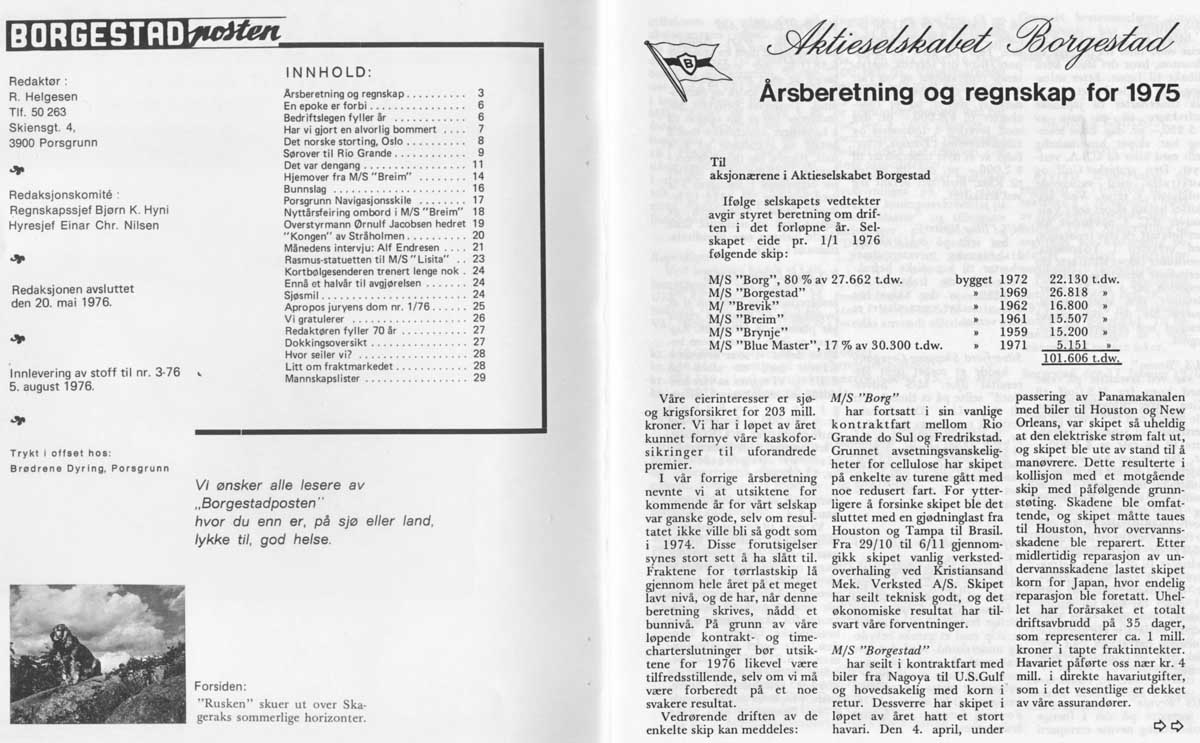 BORGESTAD posten
Redaktør :
R. Helgesen
Tlf. 50 263
Skiensgt. 4,
3900 Porsgrunn
Redaksjonskomité :
Regnskapssjef Bjørn K. Hyni
Hyresjef Einar Chr. Nilsen
Redaksjonen avsluttet
den 20. mai 1976.
Innlevering av stoff til nr. 3-76
5. august 1976.
Trykt i offset hos:
Brødrene Dyring, Porsgrunn
INNHOLD:
Årsberetning og regnskap . . . . . . . . . . 3
En epoke er forbi . . . . . . . . . . . . . . . 6
Bedriftslegen fyller år . . . . . . . . . . . . 6
Har vi gjort en alvorlig bommert . . . . 7
Det norske storting, Oslo . . . . . . . . . . 8
Sørover til Rio Grande . . . . . . . . . . . . 9
Det var dengang . . . . . . . . . . . . . . . . 11
Hjemover fra M/S "Breim" . . . . . . . . 14
Bunnslag . . . . . . . . . . . . . . . . . . . . . 16
Porsgrunn Navigasjonsskile . . . . . . . . 17
Nyttårsfeiring ombord i M/S "Breim" 18
Overstyrmann Ørnulf Jacobsen hedret 19
"Kongen" av Stråholmen . . . . . . . . . . 20
Månedens intervju: Alf Endresen . . . . 21
Rasmus-statuetten til M/S "Lisita" . . 23
Kortbølgesenderen trenert lenge nok . 24
Ennå et halvår til avgjørelsen . . . . . . . 24
Sjøsmil . . . . . . . . . . . . . . . . . . . . . . . 24
Apropos juryens dom nr. 1/76 . . . . . . 25
Vi gratulerer . . . . . . . . . . . . . . . . . . 26
Redaktøren fyller 70 år . . . . . . . . . . . 27
Dokkingsoversikt . . . . . . . . . . . . . . . 27
Hvor seiler vi? . . . . . . . . . . . . . . . . . 28
Litt om fraktmarkedet . . . . . . . . . . . . 28
Mannskapslister . . . . . . . . . . . . . . . . 29
Vi ønsker alle lesere av
„Borgestadposten"
hvor du enn er, på sjø eller land,
lykke til, god helse.
Forsiden:
"Rusken" skuer ut over Ska-
geraks sommerlige horizonter.
B
Aktieselskabet Borgestad
Årsberetning og regnskap for 1975
Til
aksjonærene i Aktieselskabet Borgestad
Ifølge selskapets vedtekter
avgir styret beretning om drif-
ten i det forløpne år. Sel-
skapet eide pr. 1/1 1976
følgende skip:
M/S "Borg", 80 % av 27.662 t.dw. bygget 1972 22.130 t.dw.
M/S "Borgestad" » 1969 26.818 »
M/ "Brevik" » 1962 16.800 »
M/S "Breim" » 1961 15.507 »
M/S "Brynje" » 1959 15.200 »
M/S "Blue Master", 17 % av 30.300 t.dw. » 1971 5.151 »
101.606 t.dw.
Våre eierinteresser er sjø-
og krigsforsikret for 203 mill.
kroner. Vi har i løpet av året
kunnet fornye våre kaskofor-
sikringer til uforandrede
premier.
I vår forrige årsberetning
nevnte vi at utsiktene for
kommende år for vårt selskap
var ganske gode, selv om resul-
tatet ikke ville bli så godt som
i 1974. Disse forutsigelser
synes stort sett å ha slått til.
Fraktene for tørrlastskip lå
gjennom hele året på et meget
lavt nivå, og de har, når denne
beretning skrives, nådd et
bunnivå. På grunn av våre
løpende kontrakt- og time-
charterslutninger bør utsik-
tene for 1976 likevel være
tilfredsstillende, selv om vi må
være forberedt på et noe
svakere resultat.
Vedrørende driften av de
enkelte skip kan meddeles:
M/S "Borg"
har fortsatt i sin vanlige
kontraktfart mellom Rio
Grande do Sul og Fredrikstad.
Grunnet avsetningsvanskelig-
heter for cellulose har skipet
på enkelte av turene gått med
noe redusert fart. For ytter-
ligere å forsinke skipet ble det
sluttet med en gjødninglast fra
Houston og Tampa til Brasil.
Fra 29/10 til 6/11 gjennom-
gikk skipet vanlig verksted-
overhaling ved Kristiansand
Mek. Verksted A/S. Skipet
har seilt teknisk godt, og det
økonomiske resultat har til-
svart våre forventninger.
M/S "Borgestad"
har seilt i kontraktfart med
biler fra Nagoya til U.S.Gulf
og hovedsakelig med korn i
retur. Dessverre har skipet i
løpet av året hatt et stort
havari. Den 4. april, under
passering av Panamakanalen
med biler til Houston og New
Orleans, var skipet så uheldig
at den elektriske strøm falt ut,
og skipet ble ute av stand til å
manøvrere. Dette resulterte i
kollisjon med et motgående
skip med påfølgende grunn-
støting. Skadene ble omfat-
tende, og skipet måtte taues
til Houston, hvor overvanns-
skadene ble reparert. Etter
midlertidig reparasjon av un-
dervannsskadene lastet skipet
korn for Japan, hvor endelig
reparasjon ble foretatt. Uhel-
let har forårsaket et totalt
driftsavbrudd på 35 dager,
som representerer ca. 1 mill.
kroner i tapte fraktinntekter.
Havariet påførte oss nær kr. 4
mill. i direkte havariutgifter,
som i det vesentlige er dekket
av våre assurandører.